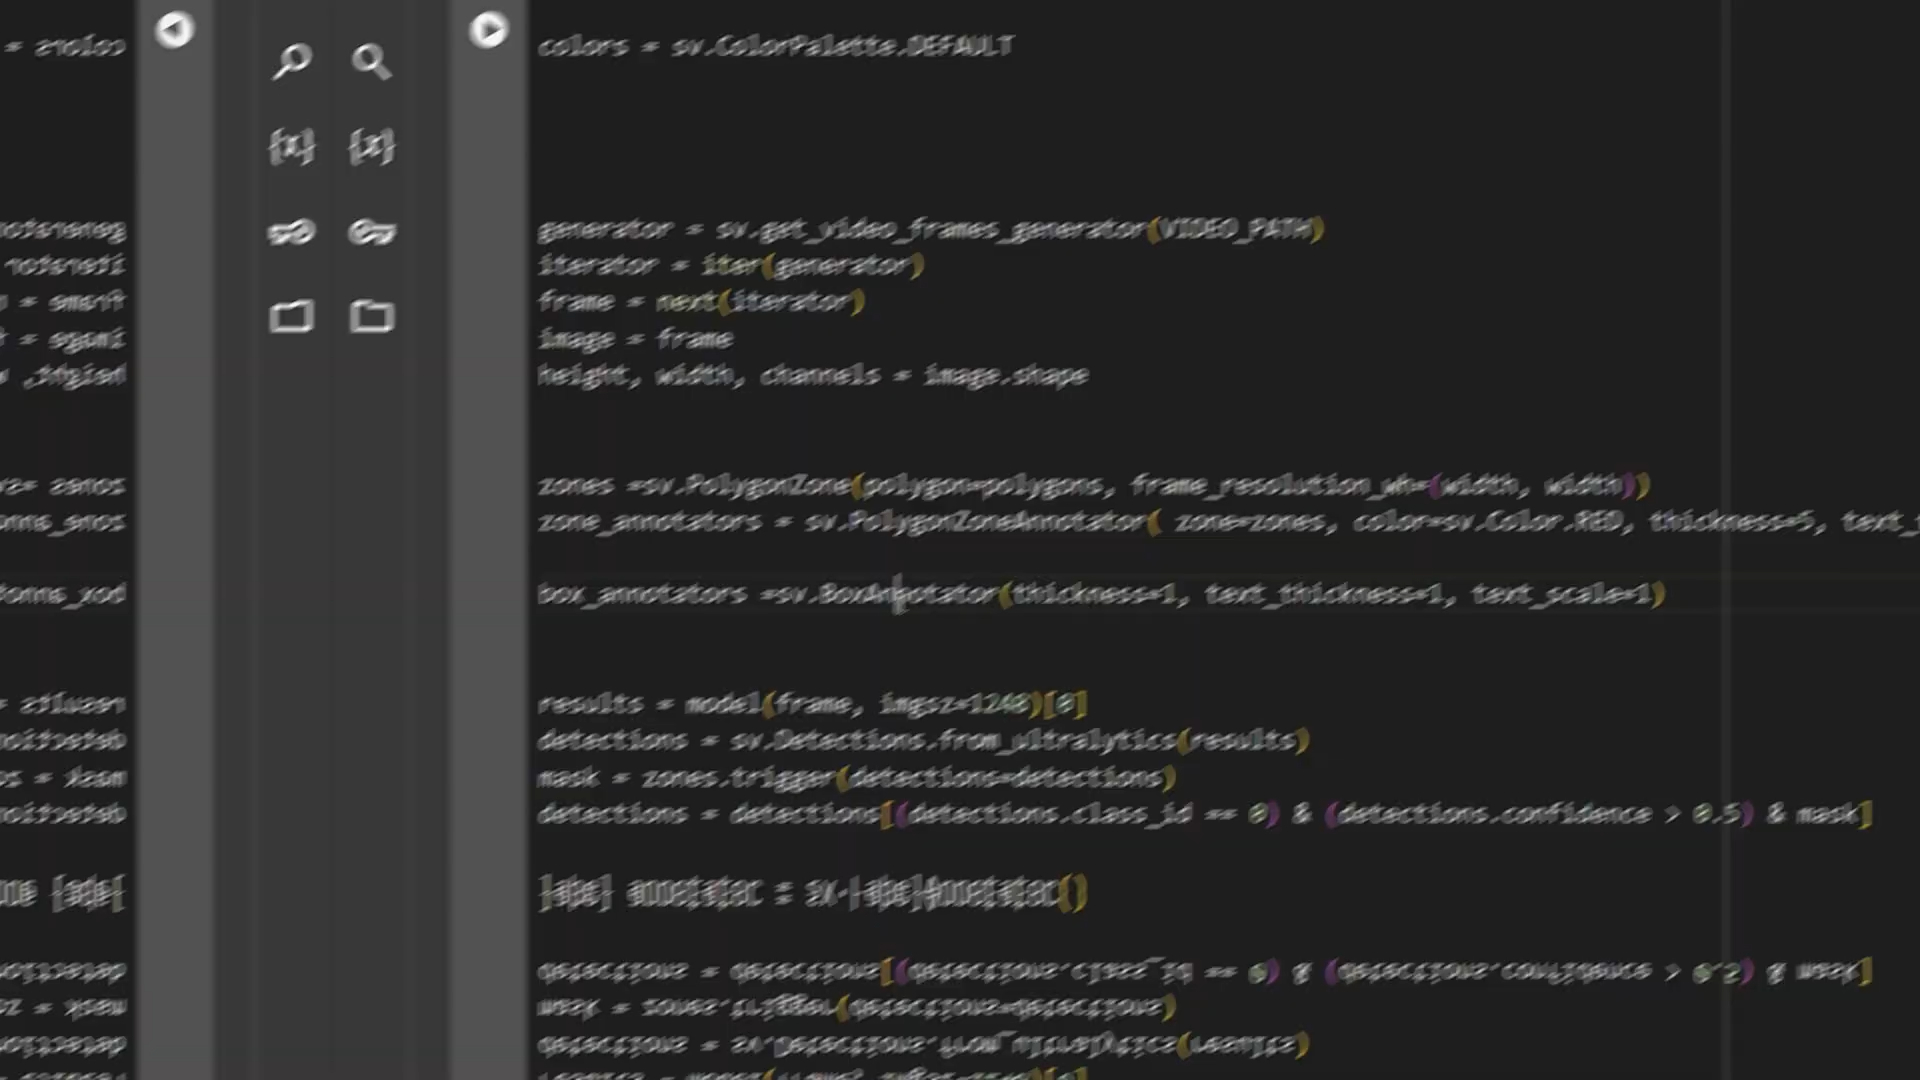 colors = sv.ColorPalette.DEFAULT
generator = sv.get_video_frames_generator(VIDEO_PATH)
iterator = iter(generator)
frame = next(iterator)
image = frame
height, width, channels = image.shape
zones =sv.PolygonZone(polygon=polygons, frame_resolution_wh=(width, width))
zone_annotators = sv.PolygonZoneAnnotator( zone=zones, color=sv.Color.RED, thickness=5, text_
box_annotators =sv.BoxAnnotator(thickness=1, text_thickness=1, text_scale=1)
results = model(frame, imgsz=1248)[0]
detections = sv.Detections.from_ultralytics(results)
mask = zones.trigger(detections=detections)
detections = detections[(detections.class_id == 0) & (detections.confidence > 0.5) & mask]